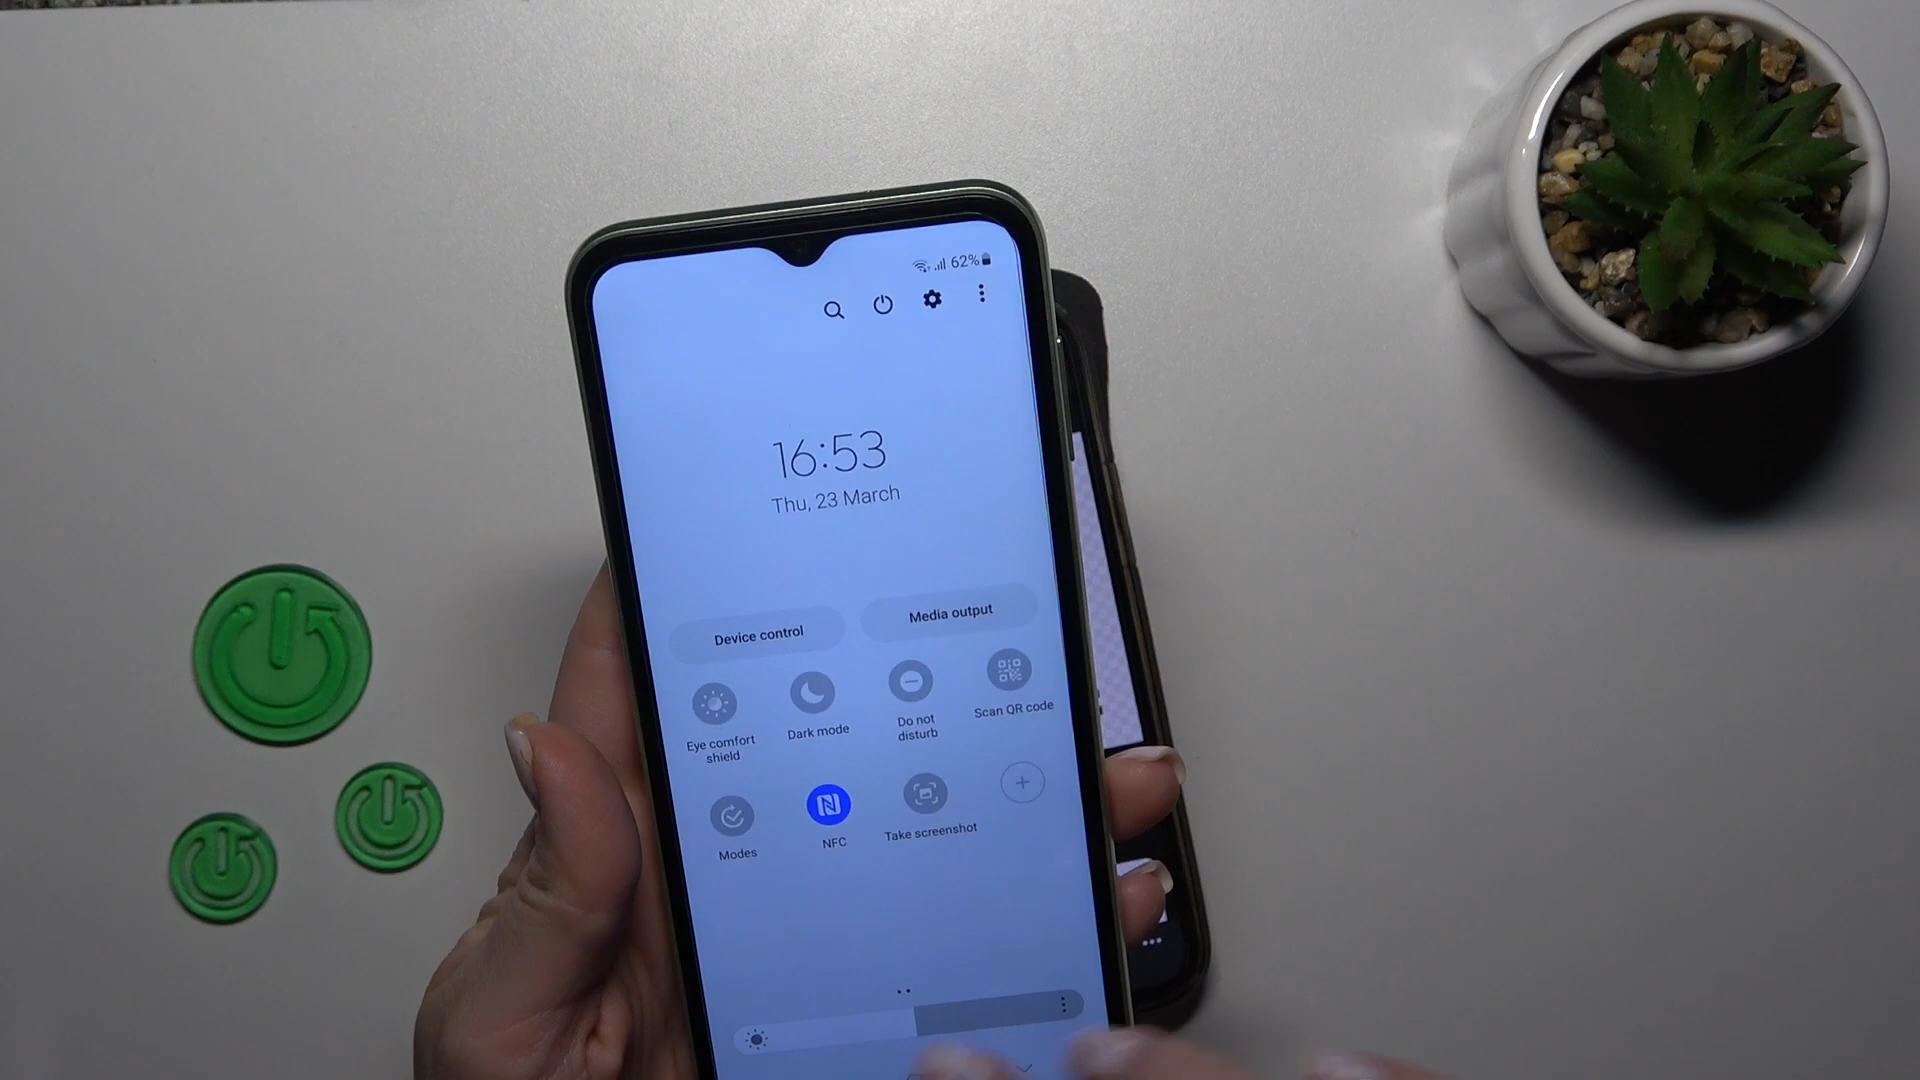 62%
16:53
Thu, 23 March
Device control
Media output
Eye comfort
shield
Dark mode
Do not
disturb
Scan QR code
Modes
NFC
Take screenshot